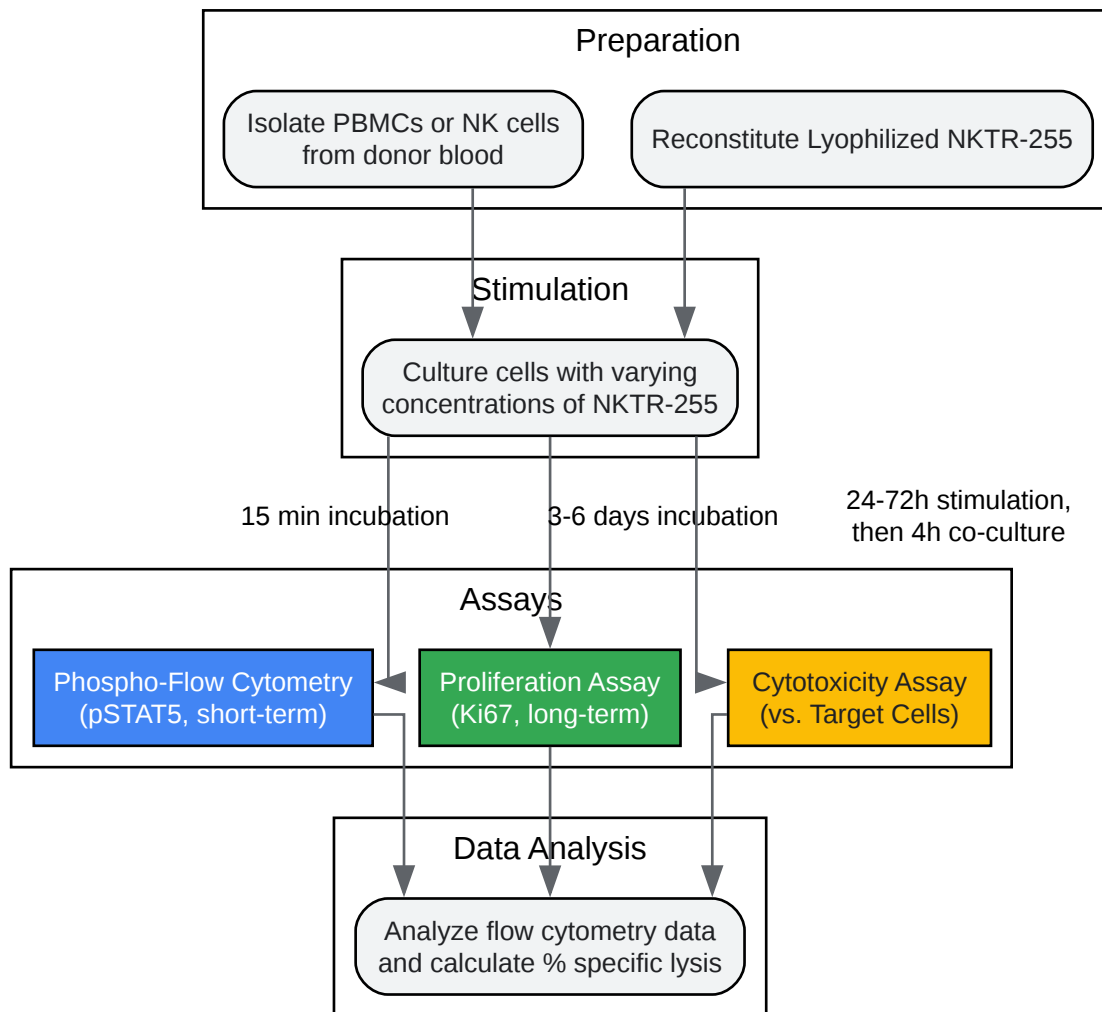 Preparation
Isolate PBMCs or NK cells
from donor blood
Reconstitute Lyophilized NKTR-255
Stimulation
Culture cells with varying
concentrations of NKTR-255
15 min incubation
3-6 days incubation
24-72h stimulation,
then 4h co-culture
Assays
Phospho-Flow Cytometry
(pSTAT5, short-term)
Proliferation Assay
(Ki67, long-term)
Cytotoxicity Assay
(vs. Target Cells)
Data Analysis
Analyze flow cytometry data
and calculate % specific lysis